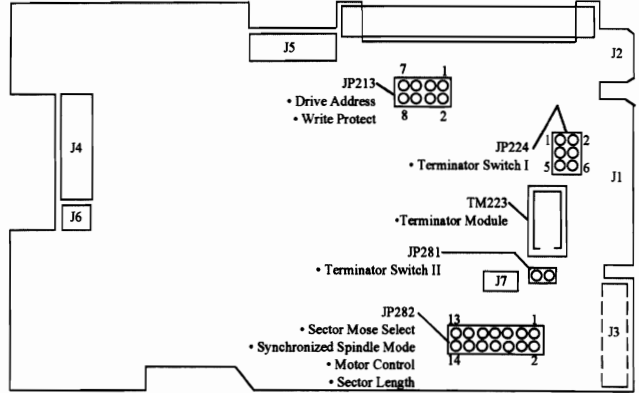 J5
J2
7 1
JP213
• Drive Address
• Write Protect
8 2
J4
1 2
JP224
• Terminator Switch I
5 6
J1
TM223
•Terminator Module
J6
JP281
• Terminator Switch II
J7
JP282
13 1
• Sector Mose Select
• Synchronized Spindle Mode
14 2
• Motor Control
• Sector Length
J3